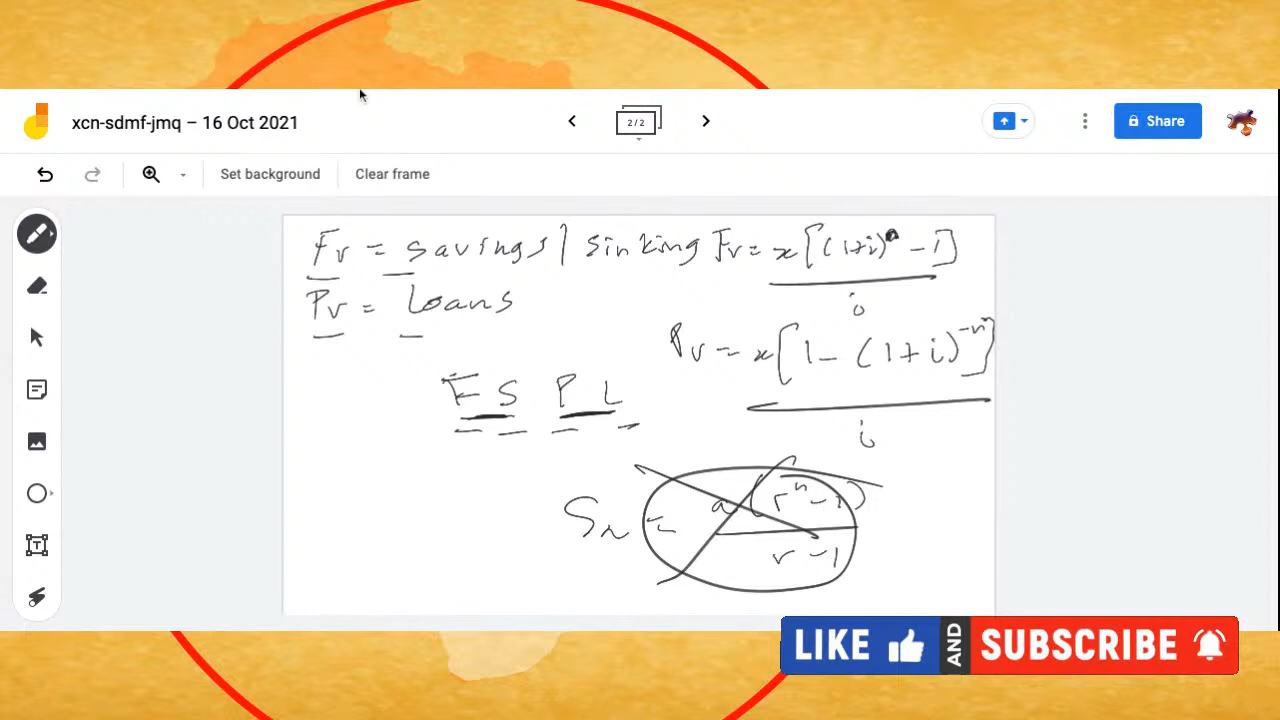 xcn-sdmf-jmq – 16 Oct 2021
2/2
Share
Set background
Clear frame
Fv = savings | sinking Fv = x[(1+i) - 1]
i
Pv = Loans
Pv = x[1 - (1+i)^-n]
i
F S P L
Sn = a(r^n - 1)
r - 1
T
LIKE AND SUBSCRIBE